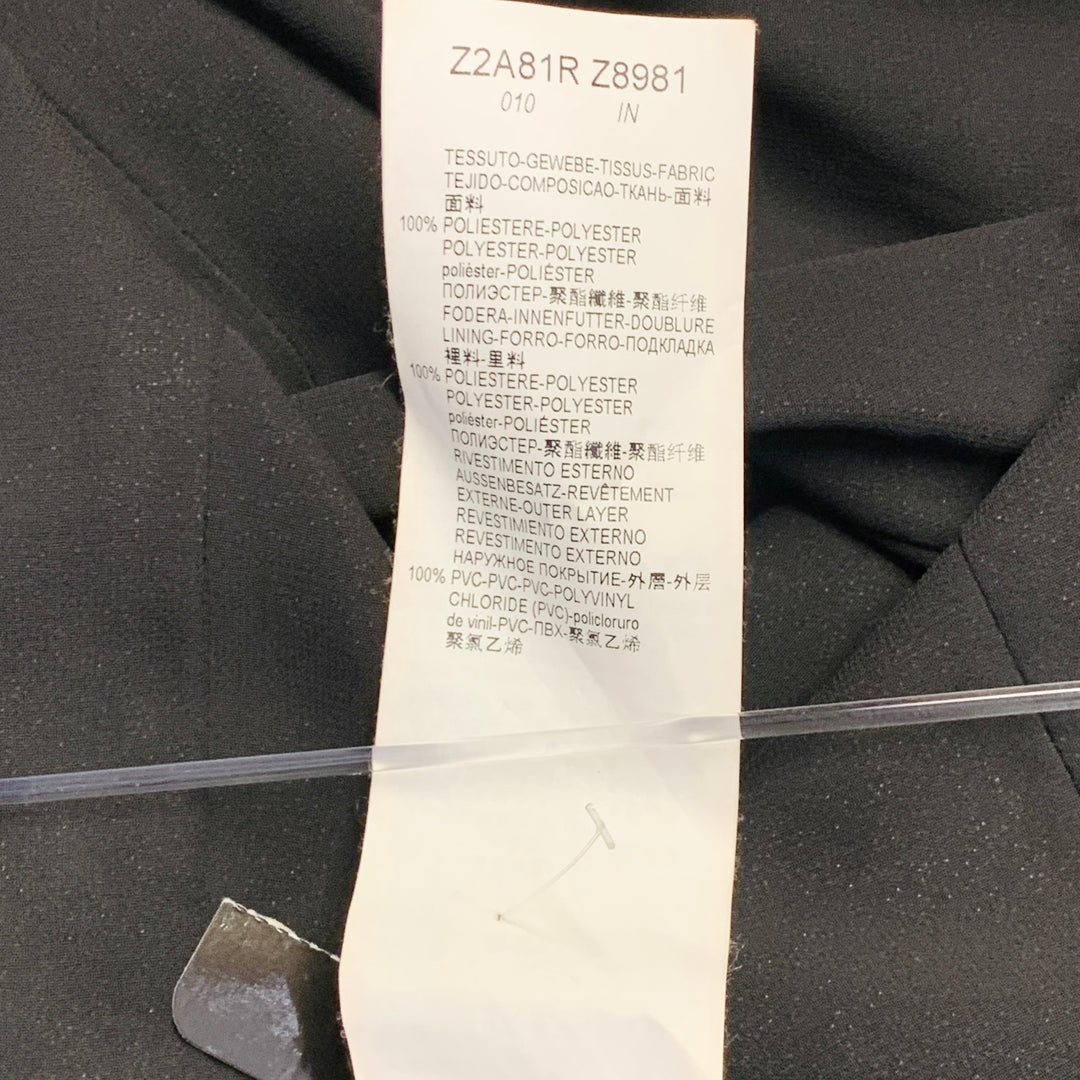 Z2A81R Z8981
010 IN
TESSUTO-GEWEBE-TISSUS-FABRIC
TEJIDO-COMPOSICAO-ТКАНЬ-面料
面料
100% POLIESTERE-POLYESTER
POLYESTER-POLYESTER
poliéster-POLIÉSTER
ПОЛИЭСТЕР-聚酯纖維-聚酯纤维
FODERA-INNENFUTTER-DOUBLURE
LINING-FORRO-FORRO-ПОДКЛАДКА
裡料-里料
100% POLIESTERE-POLYESTER
POLYESTER-POLYESTER
poliéster-POLIÉSTER
ПОЛИЭСТЕР-聚酯纖維-聚酯纤维
RIVESTIMENTO ESTERNO
AUSSENBESATZ-REVÊTEMENT
EXTERNE-OUTER LAYER
REVESTIMIENTO EXTERNO
REVESTIMENTO EXTERNO
НАРУЖНОЕ ПОКРЫТИЕ-外層-外层
100% PVC-PVC-PVC-POLYVINYL
CHLORIDE (PVC)-policloruro
de vinil-PVC-ПВХ-聚氯乙烯
聚氯乙烯